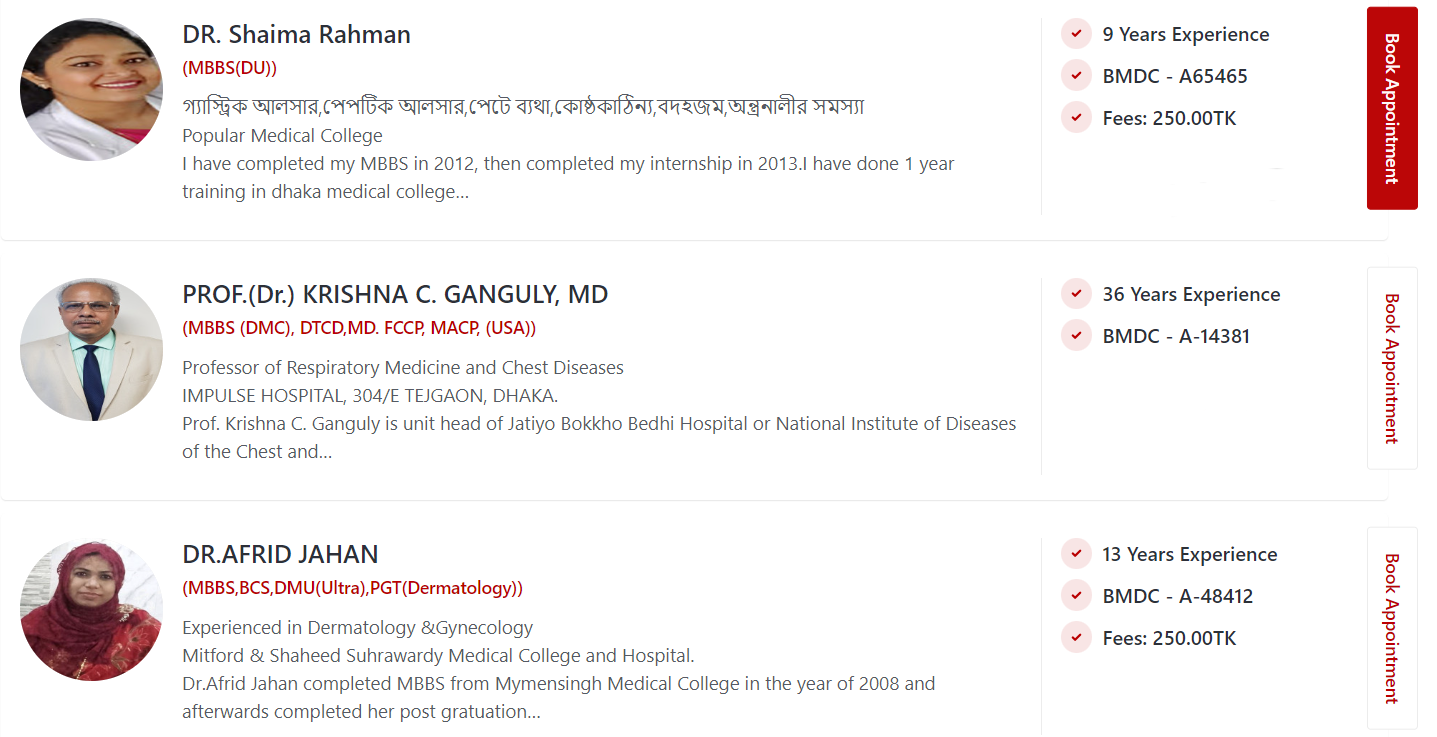 DR. Shaima Rahman
(MBBS(DU))
গ্যাস্ট্রিক আলসার,পেপটিক আলসার,পেটে ব্যথা,কোষ্ঠকাঠিন্য,বদহজম,অন্ত্রনালীর সমস্যা
Popular Medical College
I have completed my MBBS in 2012, then completed my internship in 2013.I have done 1 year
training in dhaka medical college...
9 Years Experience
BMDC - A65465
Fees: 250.00TK
Book Appointment
PROF.(Dr.) KRISHNA C. GANGULY, MD
(MBBS (DMC), DTCD,MD. FCCP, MACP, (USA))
Professor of Respiratory Medicine and Chest Diseases
IMPULSE HOSPITAL, 304/E TEJGAON, DHAKA.
Prof. Krishna C. Ganguly is unit head of Jatiyo Bokkho Bedhi Hospital or National Institute of Diseases
of the Chest and...
36 Years Experience
BMDC - A-14381
Book Appointment
DR.AFRID JAHAN
(MBBS,BCS,DMU(Ultra),PGT(Dermatology))
Experienced in Dermatology &Gynecology
Mitford & Shaheed Suhrawardy Medical College and Hospital.
Dr.Afrid Jahan completed MBBS from Mymensingh Medical College in the year of 2008 and
afterwards completed her post gratuation...
13 Years Experience
BMDC - A-48412
Fees: 250.00TK
Book Appointment